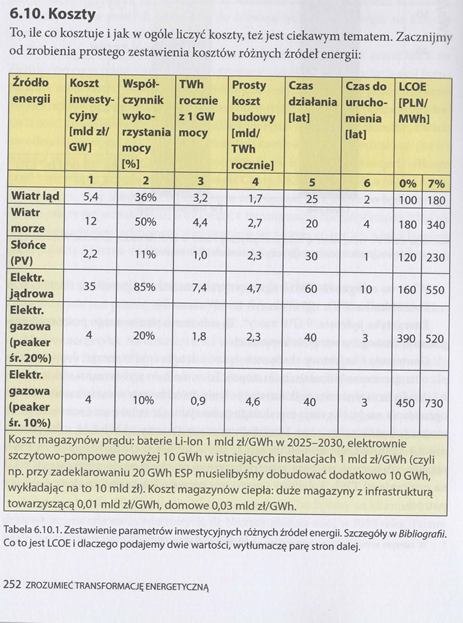 6.10. Koszty
To, ile co kosztuje i jak w ogóle liczyć koszty, też jest ciekawym tematem. Zacznijmy
od zrobienia prostego zestawienia kosztów różnych źródeł energii:
Źródło energii | Koszt inwesty- cyjny [mld zł/ GW] | Współ- czynnik wyko- rzystania mocy [%] | TWh rocznie z 1 GW mocy | Prosty koszt budowy [mld/ TWh rocznie] | Czas działania [lat] | Czas do urucho- mienia [lat] | LCOE [PLN/ MWh]
1 | 2 | 3 | 4 | 5 | 6 | 0% | 7%
Wiatr ląd | 5,4 | 36% | 3,2 | 1,7 | 25 | 2 | 100 | 180
Wiatr morze | 12 | 50% | 4,4 | 2,7 | 20 | 4 | 180 | 340
Słońce (PV) | 2,2 | 11% | 1,0 | 2,3 | 30 | 1 | 120 | 230
Elektr. jądrowa | 35 | 85% | 7,4 | 4,7 | 60 | 10 | 160 | 550
Elektr. gazowa (peaker śr. 20%) | 4 | 20% | 1,8 | 2,3 | 40 | 3 | 390 | 520
Elektr. gazowa (peaker śr. 10%) | 4 | 10% | 0,9 | 4,6 | 40 | 3 | 450 | 730
Koszt magazynów prądu: baterie Li-Ion 1 mld zł/GWh w 2025–2030, elektrownie
szczytowo-pompowe powyżej 10 GWh w istniejących instalacjach 1 mld zł/GWh (czyli
np. przy zadeklarowaniu 20 GWh ESP musielibyśmy dobudować dodatkowo 10 GWh,
wykładając na to 10 mld zł). Koszt magazynów ciepła: duże magazyny z infrastrukturą
towarzyszącą 0,01 mld zł/GWh, domowe 0,03 mld zł/GWh.
Tabela 6.10.1. Zestawienie parametrów inwestycyjnych różnych źródeł energii. Szczegóły w Bibliografii.
Co to jest LCOE i dlaczego podajemy dwie wartości, wytłumaczę parę stron dalej.
252 ZROZUMIEĆ TRANSFORMACJĘ ENERGETYCZNĄ